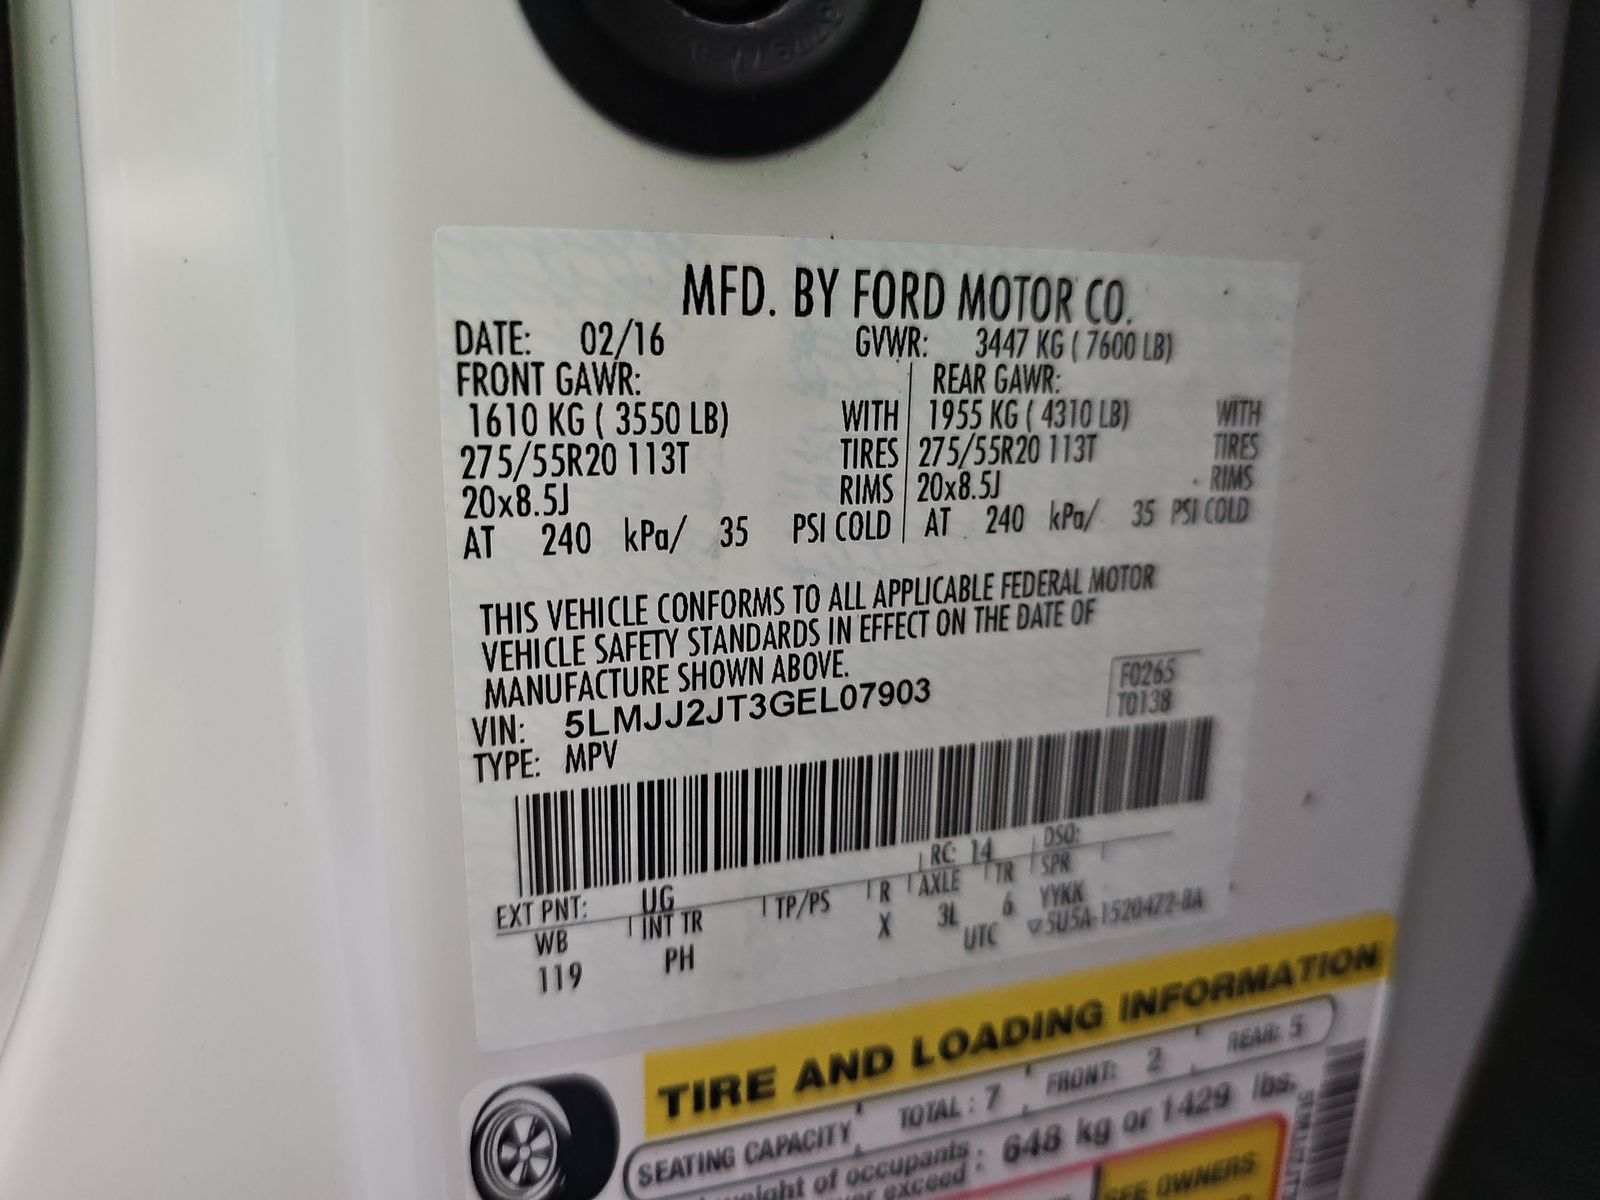 MFD. BY FORD MOTOR CO.
DATE: 02/16 GVWR: 3447 KG ( 7600 LB)
FRONT GAWR: REAR GAWR:
1610 KG ( 3550 LB) WITH 1955 KG ( 4310 LB) WITH
275/55R20 113T TIRES 275/55R20 113T TIRES
20x8.5J RIMS 20x8.5J RIMS
AT 240 kPa/ 35 PSI COLD AT 240 kPa/ 35 PSI COLD
THIS VEHICLE CONFORMS TO ALL APPLICABLE FEDERAL MOTOR
VEHICLE SAFETY STANDARDS IN EFFECT ON THE DATE OF
MANUFACTURE SHOWN ABOVE.
F0265
T0138
VIN: 5LMJJ2JT3GEL07903
TYPE: MPV
EXT PNT: UG RC: 14 DSO:
WB INT TR TP/PS R AXLE TR SPR
119 PH X 3L 6 YYKK
UTC ▽5U5A-1520472-8A
TIRE AND LOADING INFORMATION
SEATING CAPACITY TOTAL : 7 FRONT: 2 REAR: 5
weight of occupants : 648 kg or 1429 lbs.
exceed
SEE OWNERS